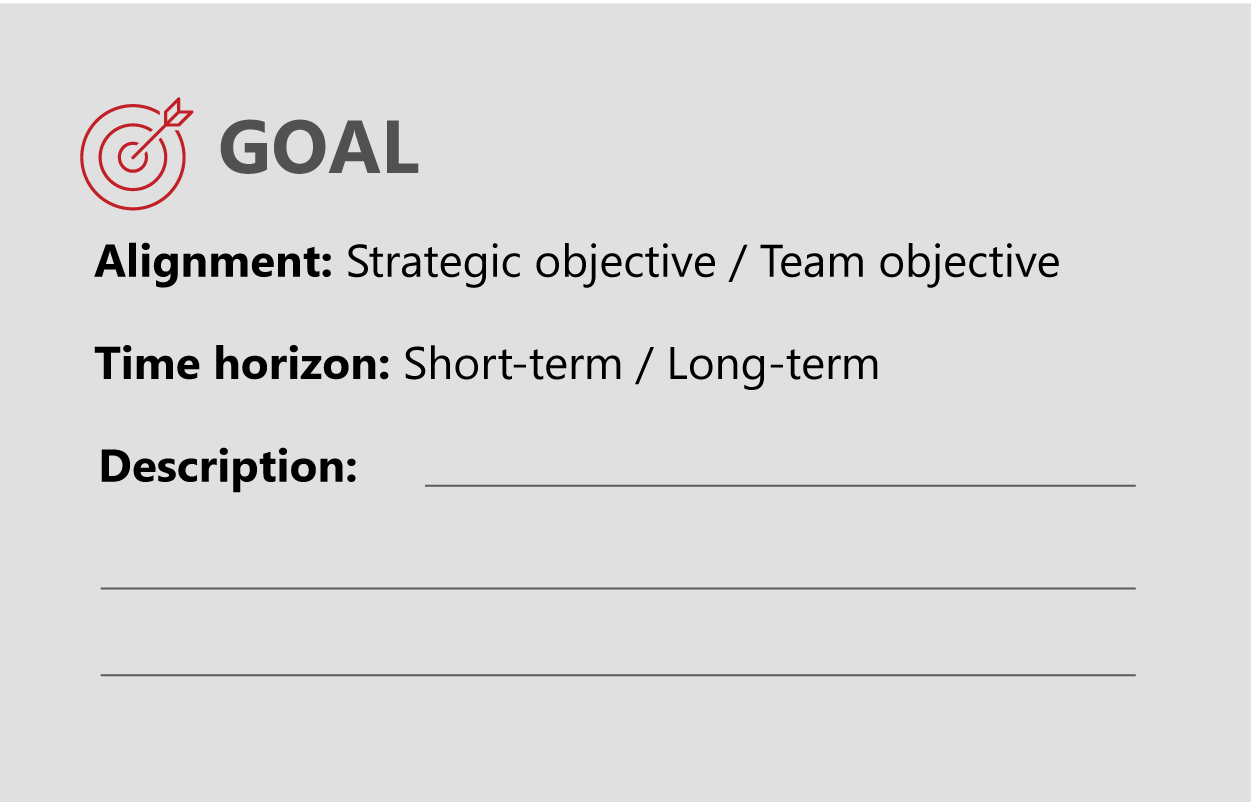 GOAL
Alignment: Strategic objective / Team objective
Time horizon: Short-term / Long-term
Description: